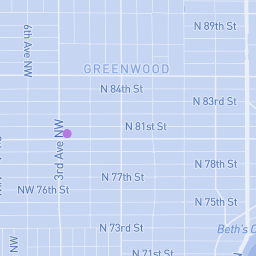 N 89th St
6th Ave NW
GREENWOOD
N 84th St
N 83rd St
N 81st St
3rd Ave NW
N 78th St
N 77th St
NW 76th St
N 75th St
N 73rd St
Beth's
NW
N 71st St